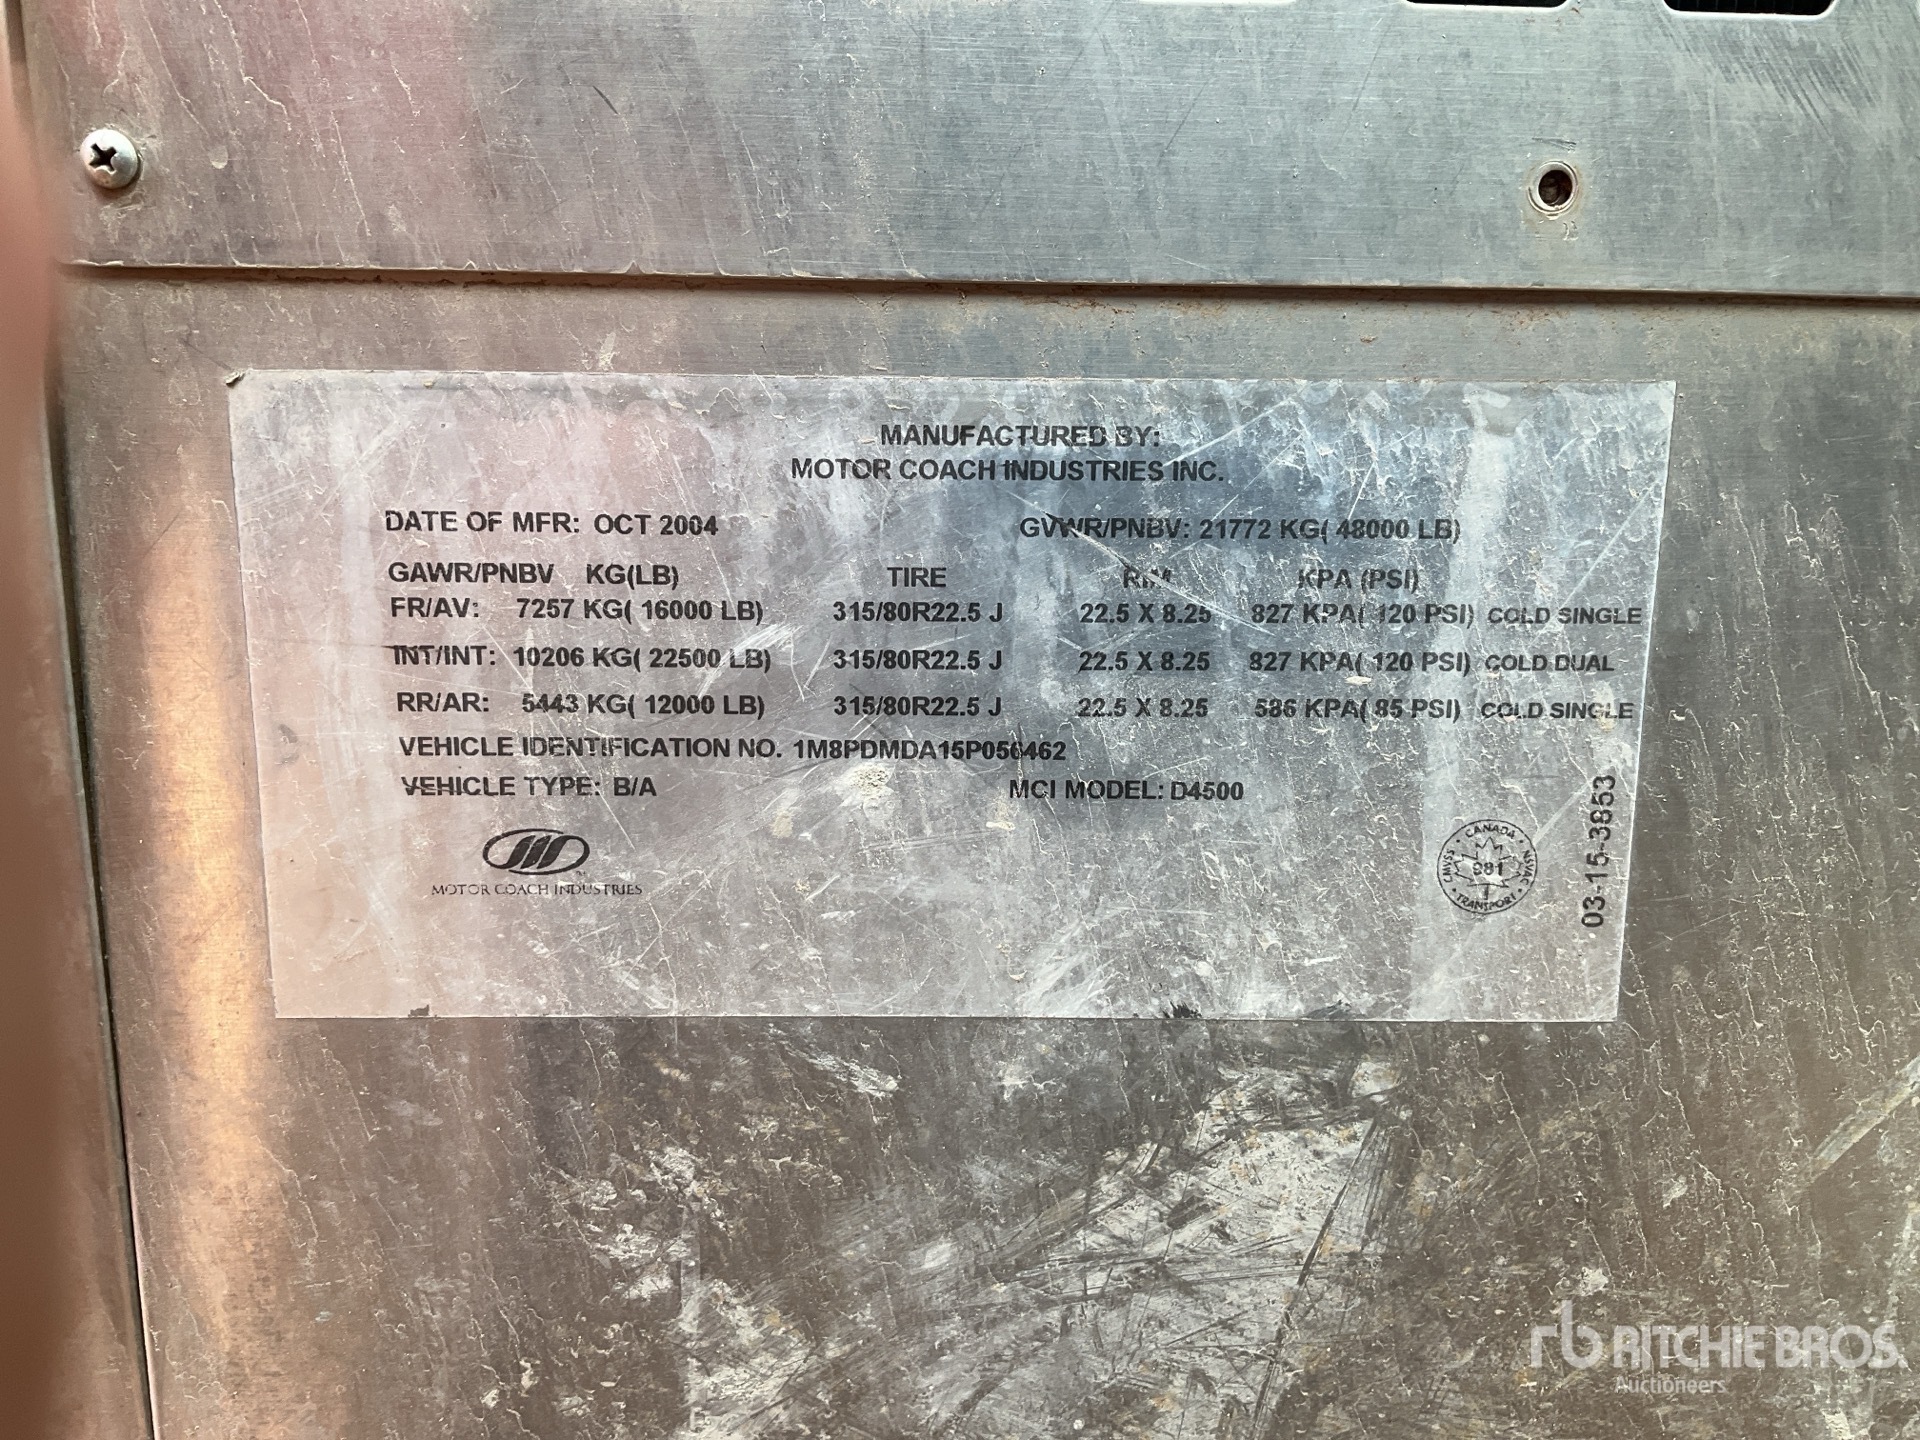 MANUFACTURED BY:
MOTOR COACH INDUSTRIES INC.
DATE OF MFR: OCT 2004 GVWR/PNBV: 21772 KG( 48000 LB)
GAWR/PNBV KG(LB) TIRE RIM KPA (PSI)
FR/AV: 7257 KG( 16000 LB) 315/80R22.5 J 22.5 X 8.25 827 KPA( 120 PSI) COLD SINGLE
INT/INT: 10206 KG( 22500 LB) 315/80R22.5 J 22.5 X 8.25 827 KPA( 120 PSI) COLD DUAL
RR/AR: 5443 KG( 12000 LB) 315/80R22.5 J 22.5 X 8.25 586 KPA( 85 PSI) COLD SINGLE
VEHICLE IDENTIFICATION NO. 1M8PDMDA15P056462
VEHICLE TYPE: B/A MCI MODEL: D4500
MOTOR COACH INDUSTRIES
CANADA
CMVSS NSVAC
TRANSPORT
03-15-3853
rb RITCHIE BROS.
Auctioneers